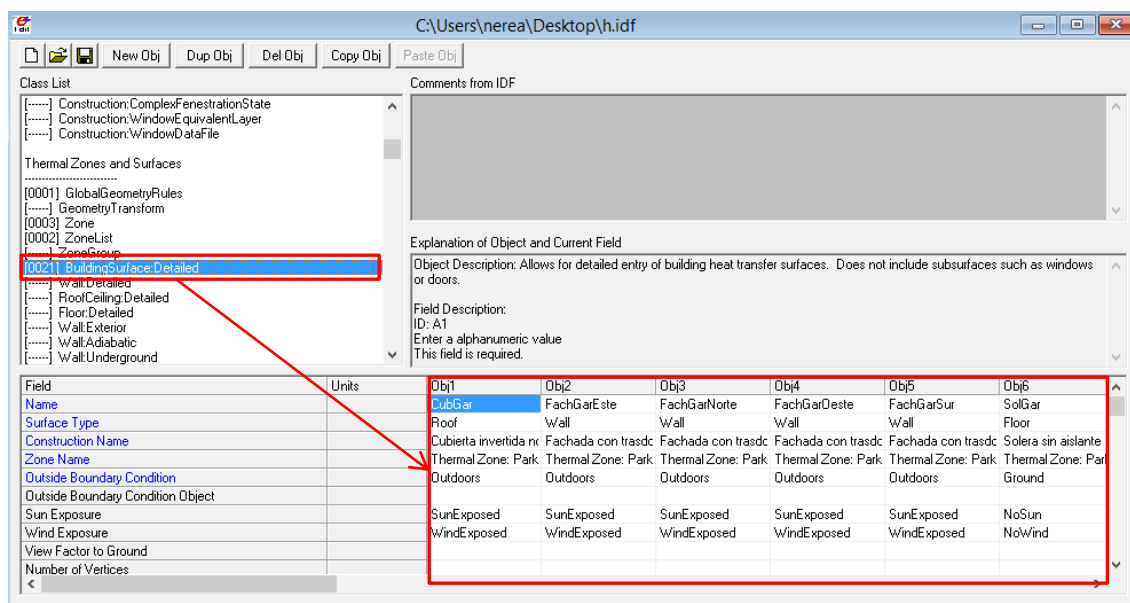 C:\Users\nerea\Desktop\h.idf
New Obj Dup Obj Del Obj Copy Obj Paste Obj
Class List Comments from IDF
[------] Construction:ComplexFenestrationState
[------] Construction:WindowEquivalentLayer
[------] Construction:WindowDataFile
Thermal Zones and Surfaces
----------------------------
[0001] GlobalGeometryRules
[------] GeometryTransform
[0003] Zone
[0002] ZoneList
[------] ZoneGroup
[0021] BuildingSurface:Detailed
[------] Wall:Detailed
[------] RoofCeiling:Detailed
[------] Floor:Detailed
[------] Wall:Exterior
[------] Wall:Adiabatic
[------] Wall:Underground
Explanation of Object and Current Field
Object Description: Allows for detailed entry of building heat transfer surfaces. Does not include subsurfaces such as windows
or doors.
Field Description:
ID: A1
Enter a alphanumeric value
This field is required.
Field Units Obj1 Obj2 Obj3 Obj4 Obj5 Obj6
Name CubGar FachGarEste FachGarNorte FachGarOeste FachGarSur SolGar
Surface Type Roof Wall Wall Wall Wall Floor
Construction Name Cubierta invertida no Fachada con trasdc Fachada con trasdc Fachada con trasdc Fachada con trasdc Solera sin aislante
Zone Name Thermal Zone: Park Thermal Zone: Park Thermal Zone: Park Thermal Zone: Park Thermal Zone: Park Thermal Zone: Park
Outside Boundary Condition Outdoors Outdoors Outdoors Outdoors Outdoors Ground
Outside Boundary Condition Object
Sun Exposure SunExposed SunExposed SunExposed SunExposed SunExposed NoSun
Wind Exposure WindExposed WindExposed WindExposed WindExposed WindExposed NoWind
View Factor to Ground
Number of Vertices